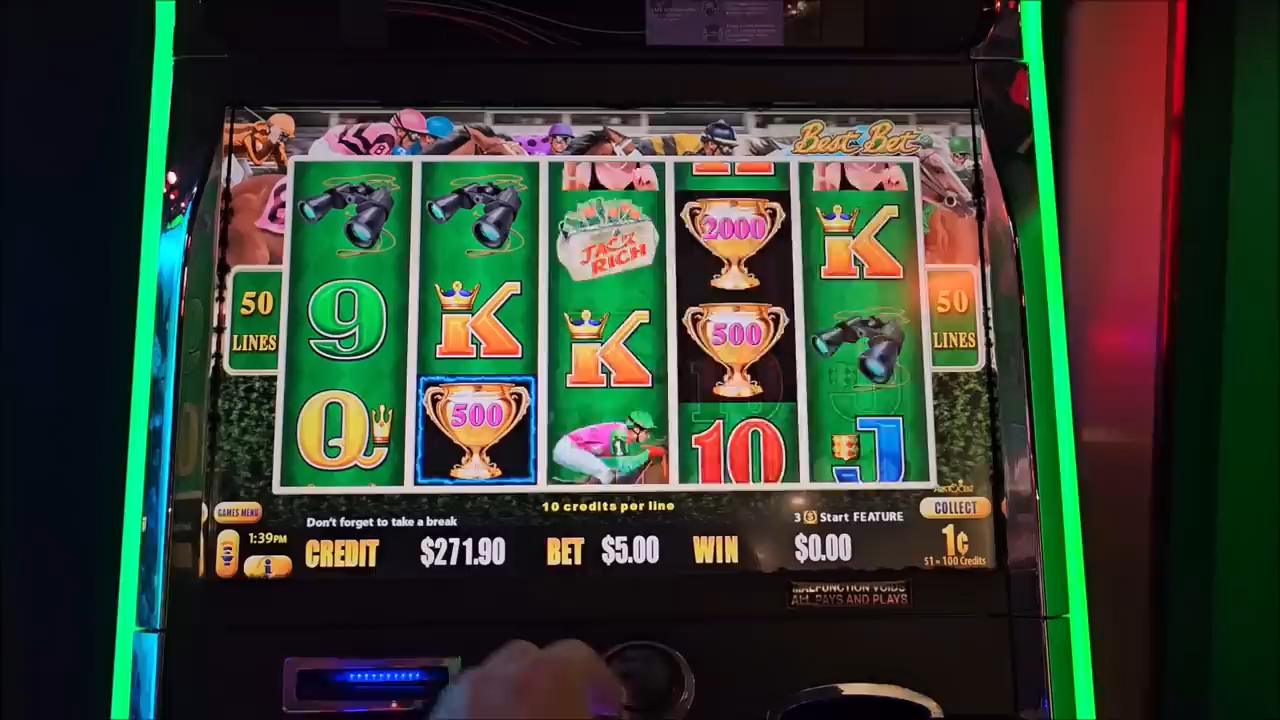 Best Bet
2000
K
JACK
RICH
9
K
500
50
LINES
K
50
LINES
Q
500
10
J
10 credits per line
GAMES MENU
Don't forget to take a break
3 Start FEATURE
COLLECT
1:39PM
CREDIT $271.90 BET $5.00 WIN $0.00
1¢
$1 = 100 Credits
MALFUNCTION VOIDS
ALL PAYS AND PLAYS